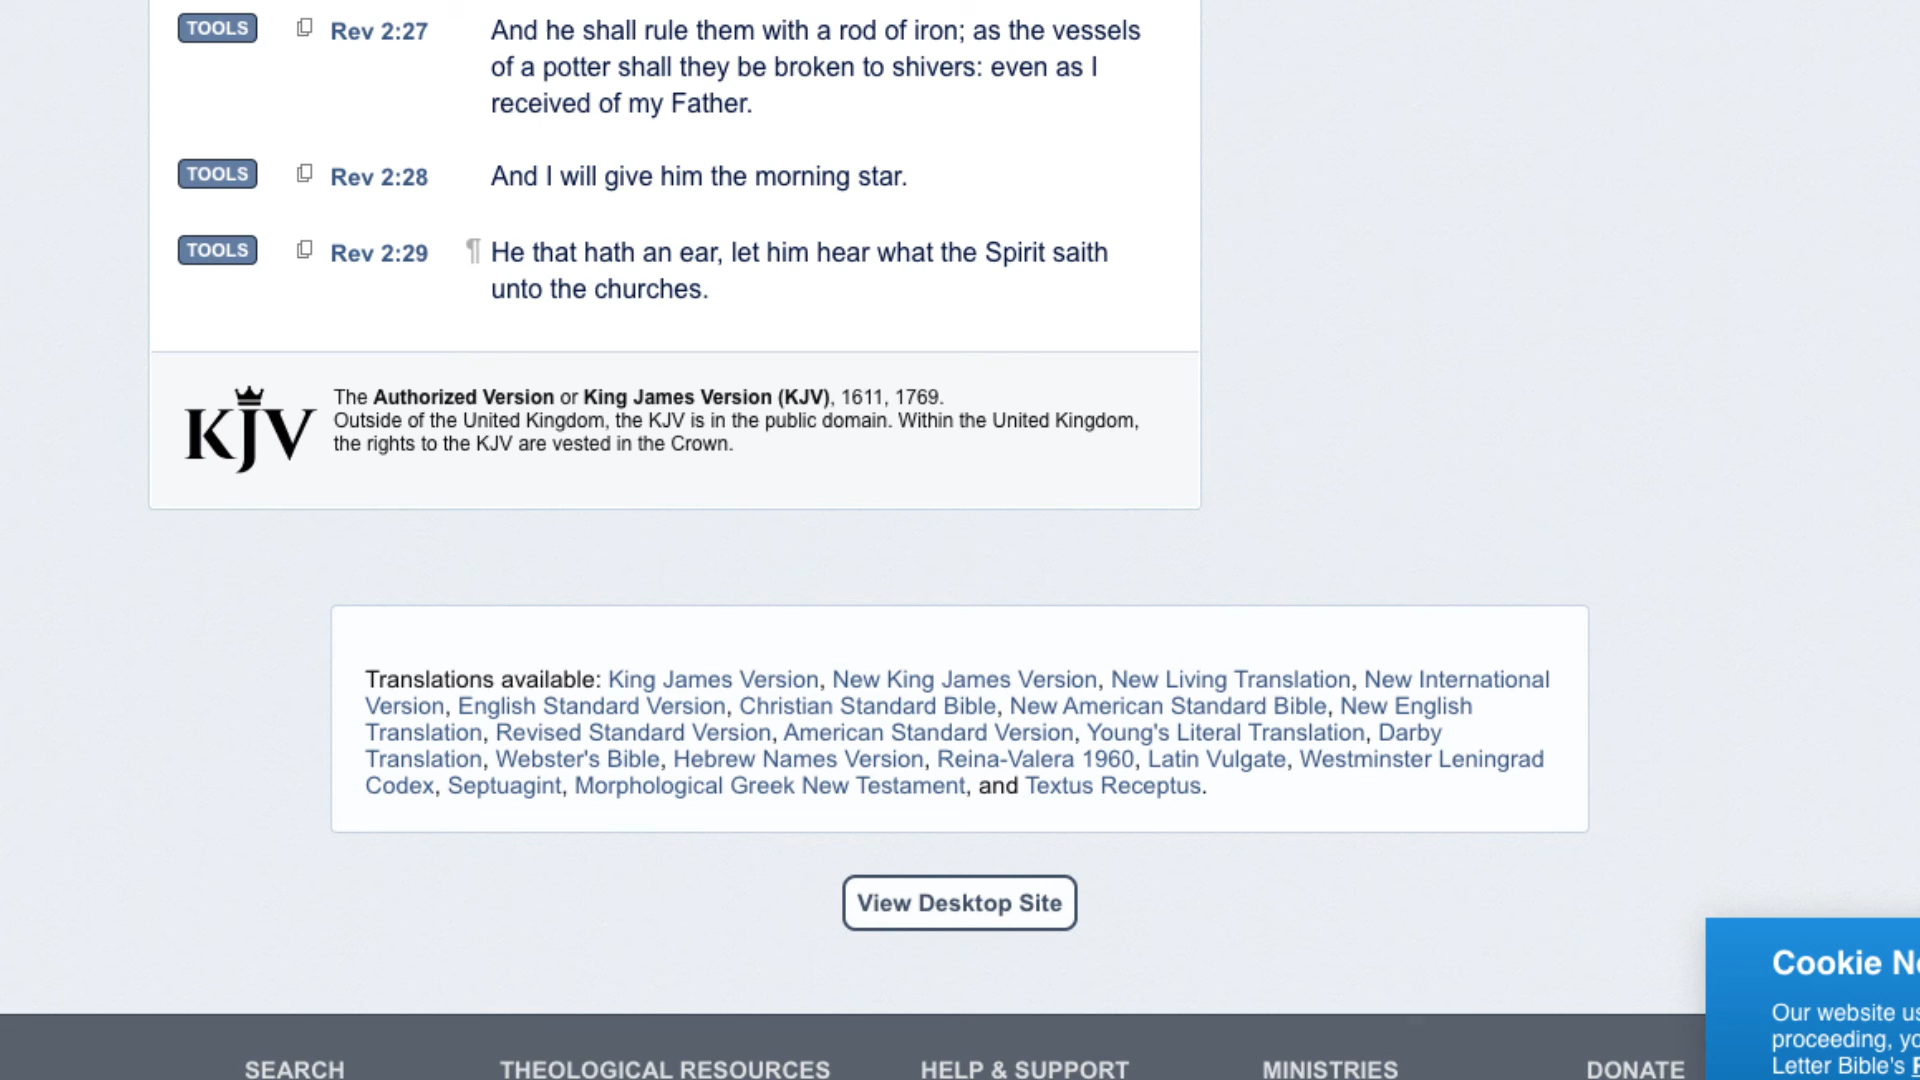 TOOLS Rev 2:27 And he shall rule them with a rod of iron; as the vessels
of a potter shall they be broken to shivers: even as I
received of my Father.
TOOLS Rev 2:28 And I will give him the morning star.
TOOLS Rev 2:29 ¶ He that hath an ear, let him hear what the Spirit saith
unto the churches.
KJV
The Authorized Version or King James Version (KJV), 1611, 1769.
Outside of the United Kingdom, the KJV is in the public domain. Within the United Kingdom,
the rights to the KJV are vested in the Crown.
Translations available: King James Version, New King James Version, New Living Translation, New International
Version, English Standard Version, Christian Standard Bible, New American Standard Bible, New English
Translation, Revised Standard Version, American Standard Version, Young's Literal Translation, Darby
Translation, Webster's Bible, Hebrew Names Version, Reina-Valera 1960, Latin Vulgate, Westminster Leningrad
Codex, Septuagint, Morphological Greek New Testament, and Textus Receptus.
View Desktop Site
Cookie
Our website
proceeding,
Letter Bible's
SEARCH THEOLOGICAL RESOURCES HELP & SUPPORT MINISTRIES DONATE